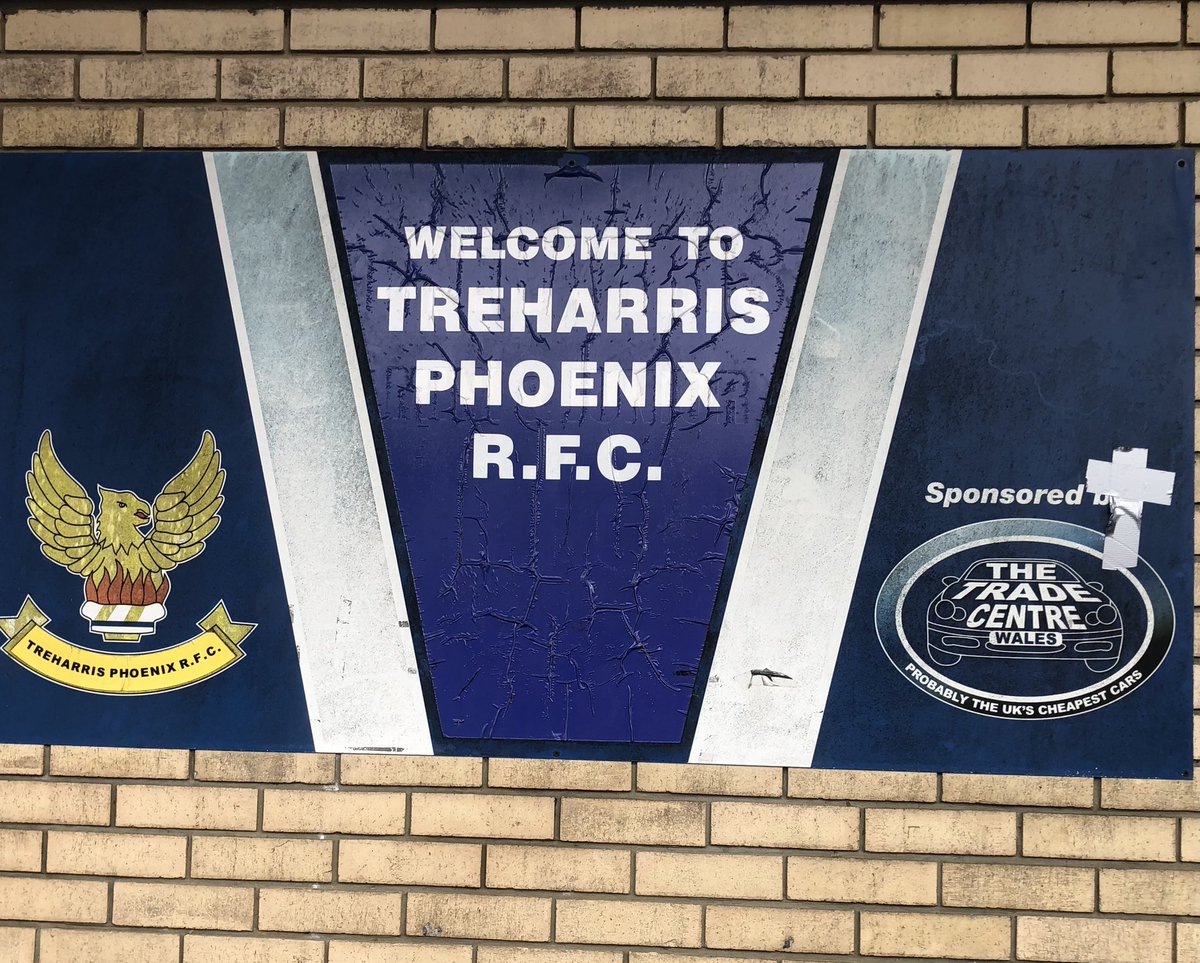 WELCOME TO
TREHARRIS
PHOENIX
R.F.C.
TREHARRIS PHOENIX R.F.C.
Sponsored
THE
TRADE
CENTRE
WALES
PROBABLY THE UK'S CHEAPEST CARS